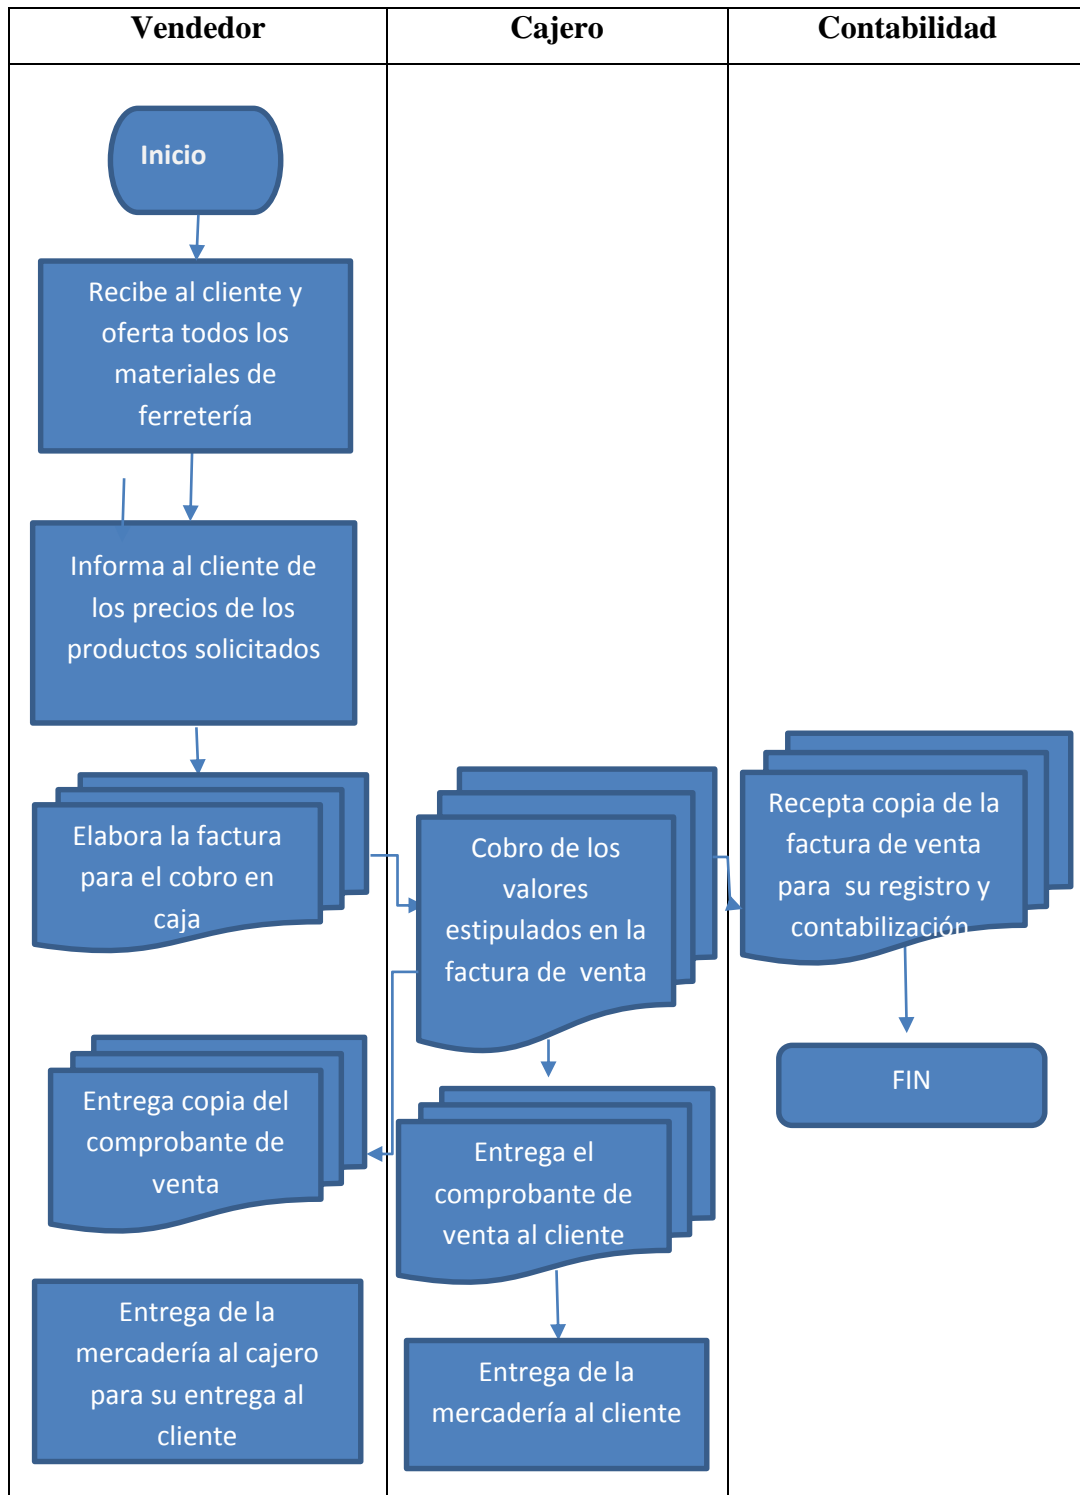 Vendedor
Cajero
Contabilidad
Inicio
Recibe al cliente y
oferta todos los
materiales de
ferretería
Informa al cliente de
los precios de los
productos solicitados
Elabora la factura
para el cobro en
caja
Cobro de los
valores
estipulados en la
factura de venta
Recepta copia de la
factura de venta
para su registro y
contabilización
FIN
Entrega copia del
comprobante de
venta
Entrega el
comprobante de
venta al cliente
Entrega de la
mercadería al cajero
para su entrega al
cliente
Entrega de la
mercadería al cliente